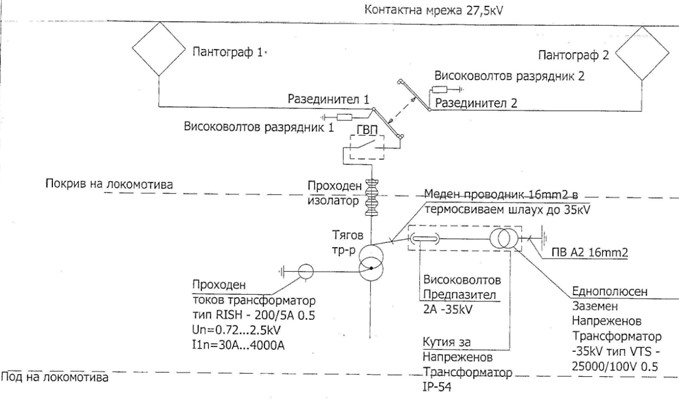 Контактна мрежа 27,5kV
Пантограф 1
Пантограф 2
Високоволтов разрядник 2
Разединител 1
Разединител 2
Високоволтов разрядник 1
ГВП
Покрив на локомотива
Проходен
изолатор
Меден проводник 16mm2 в
термосвиваем шлаух до 35kV
Тягов
тр-р
ПВ А2 16mm2
Проходен
токов трансформатор
тип RISH - 200/5A 0.5
Un=0.72...2.5kV
I1n=30A...4000A
Високоволтов
Предпазител
2A -35kV
Еднополюсен
Заземен
Напреженов
Трансформатор
-35kV тип VTS -
25000/100V 0.5
Кутия за
Напреженов
Трансформатор
IP-54
Под на локомотива